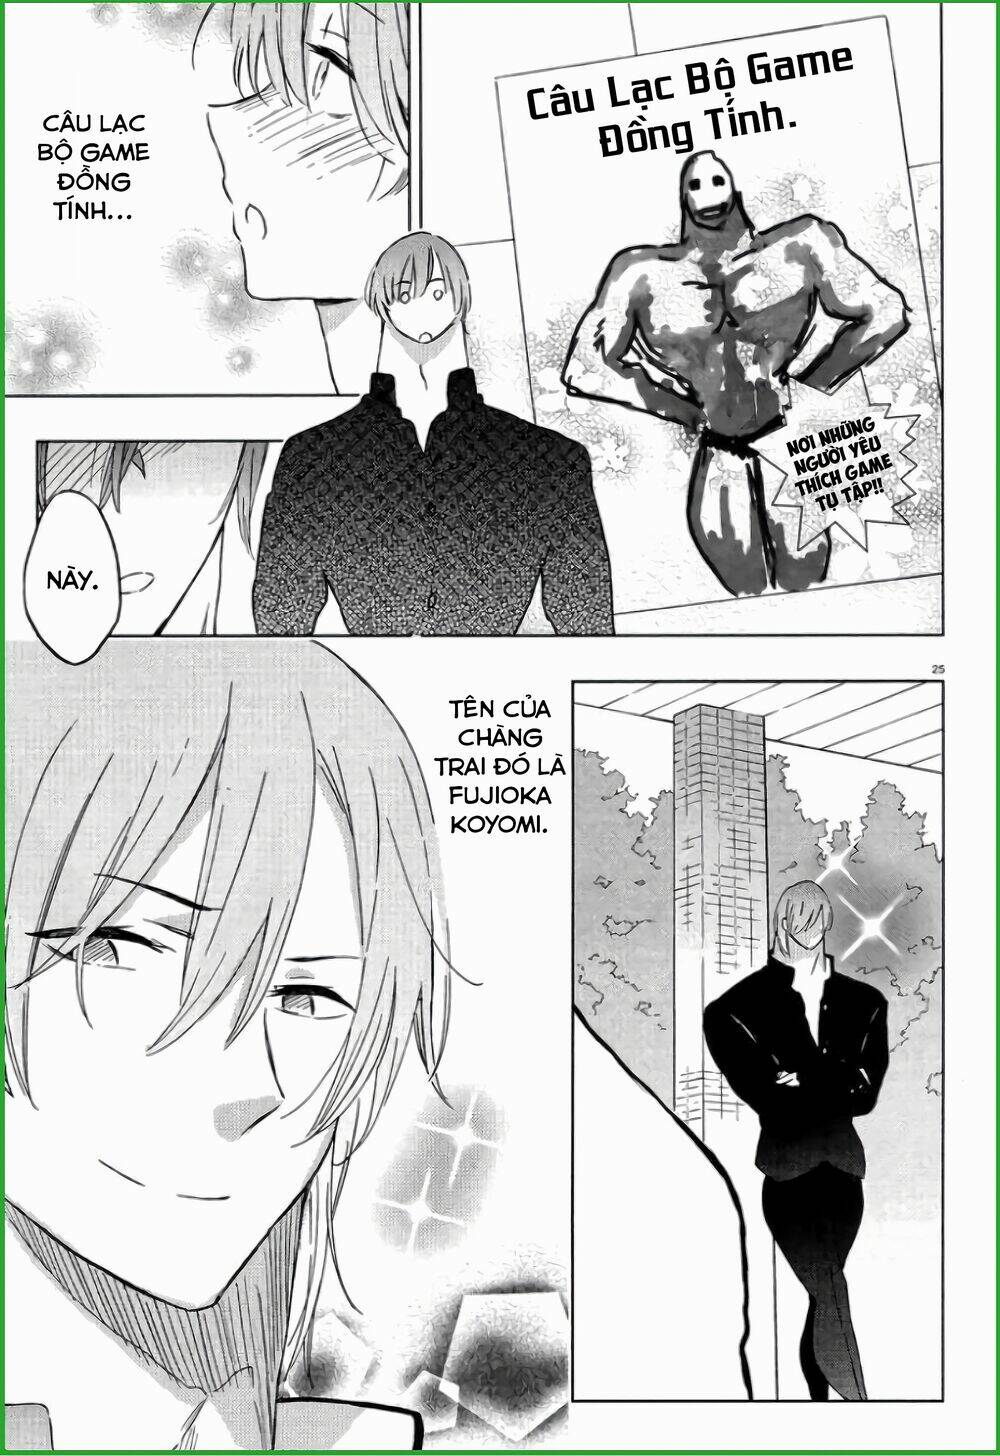 Câu Lạc Bộ Game
Đồng Tính.
CÂU LẠC
BỘ GAME
ĐỒNG
TÍNH...
NƠI NHỮNG
NGƯỜI YÊU
THÍCH GAME
TỤ TẬP!!
NÀY.
25
TÊN CỦA
CHÀNG
TRAI ĐÓ LÀ
FUJIOKA
KOYOMI.